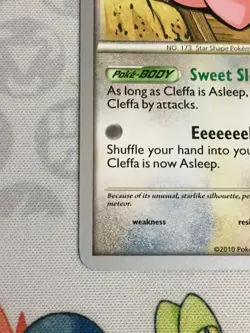 NO. 173 Star Shape Pokém
Poké-BODY Sweet Sl
As long as Cleffa is Asleep,
Cleffa by attacks.
Eeeeeee
Shuffle your hand into you
Cleffa is now Asleep.
Because of its unusual, starlike silhouette, pe
meteor.
weakness resi
©2010 Poké